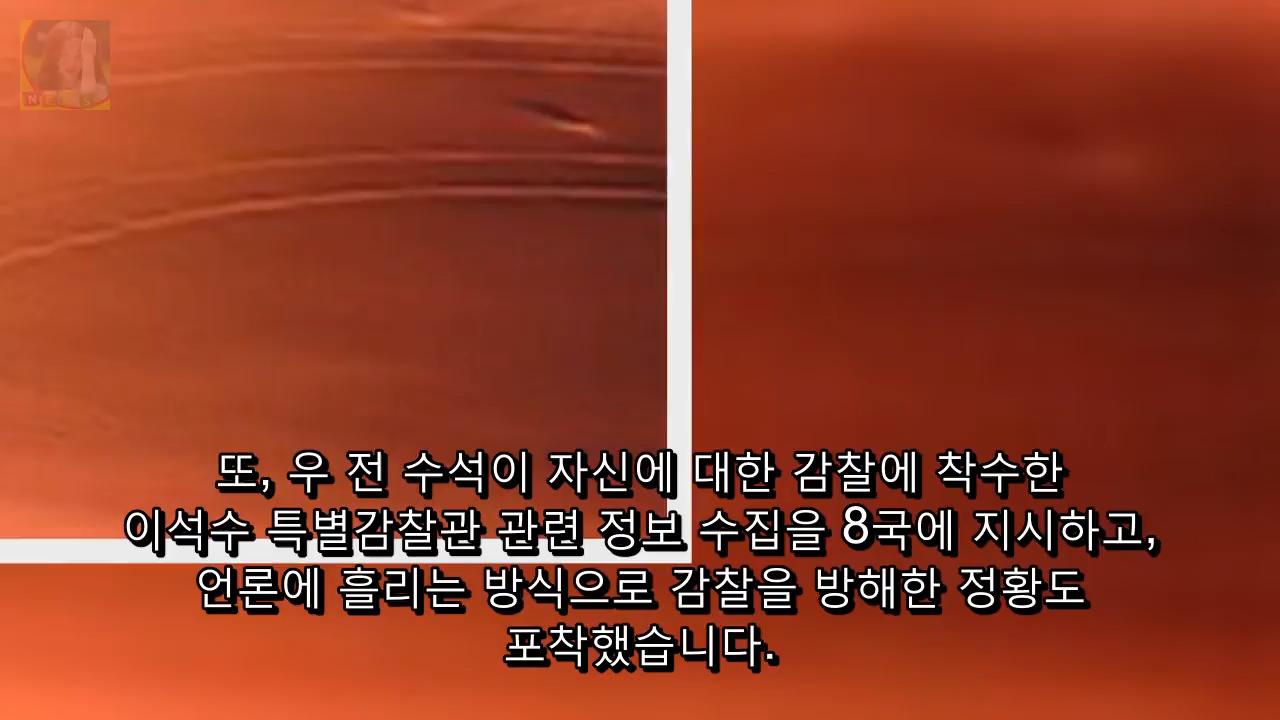 또, 우 전 수석이 자신에 대한 감찰에 착수한
이석수 특별감찰관 관련 정보 수집을 8국에 지시하고,
언론에 흘리는 방식으로 감찰을 방해한 정황도
포착했습니다.